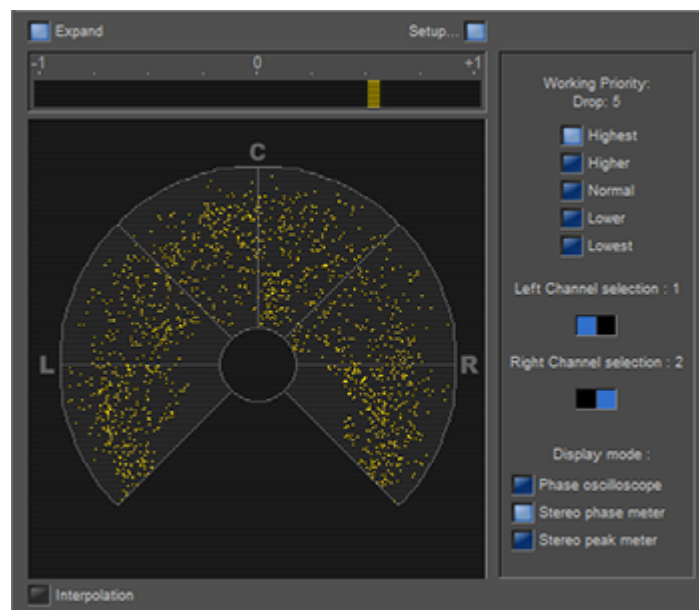 Expand
Setup...
-1 0 +1
Working Priority:
Drop: 5
Highest
Higher
Normal
Lower
Lowest
C
L
R
Left Channel selection : 1
Right Channel selection : 2
Display mode :
Phase oscilloscope
Stereo phase meter
Stereo peak meter
Interpolation